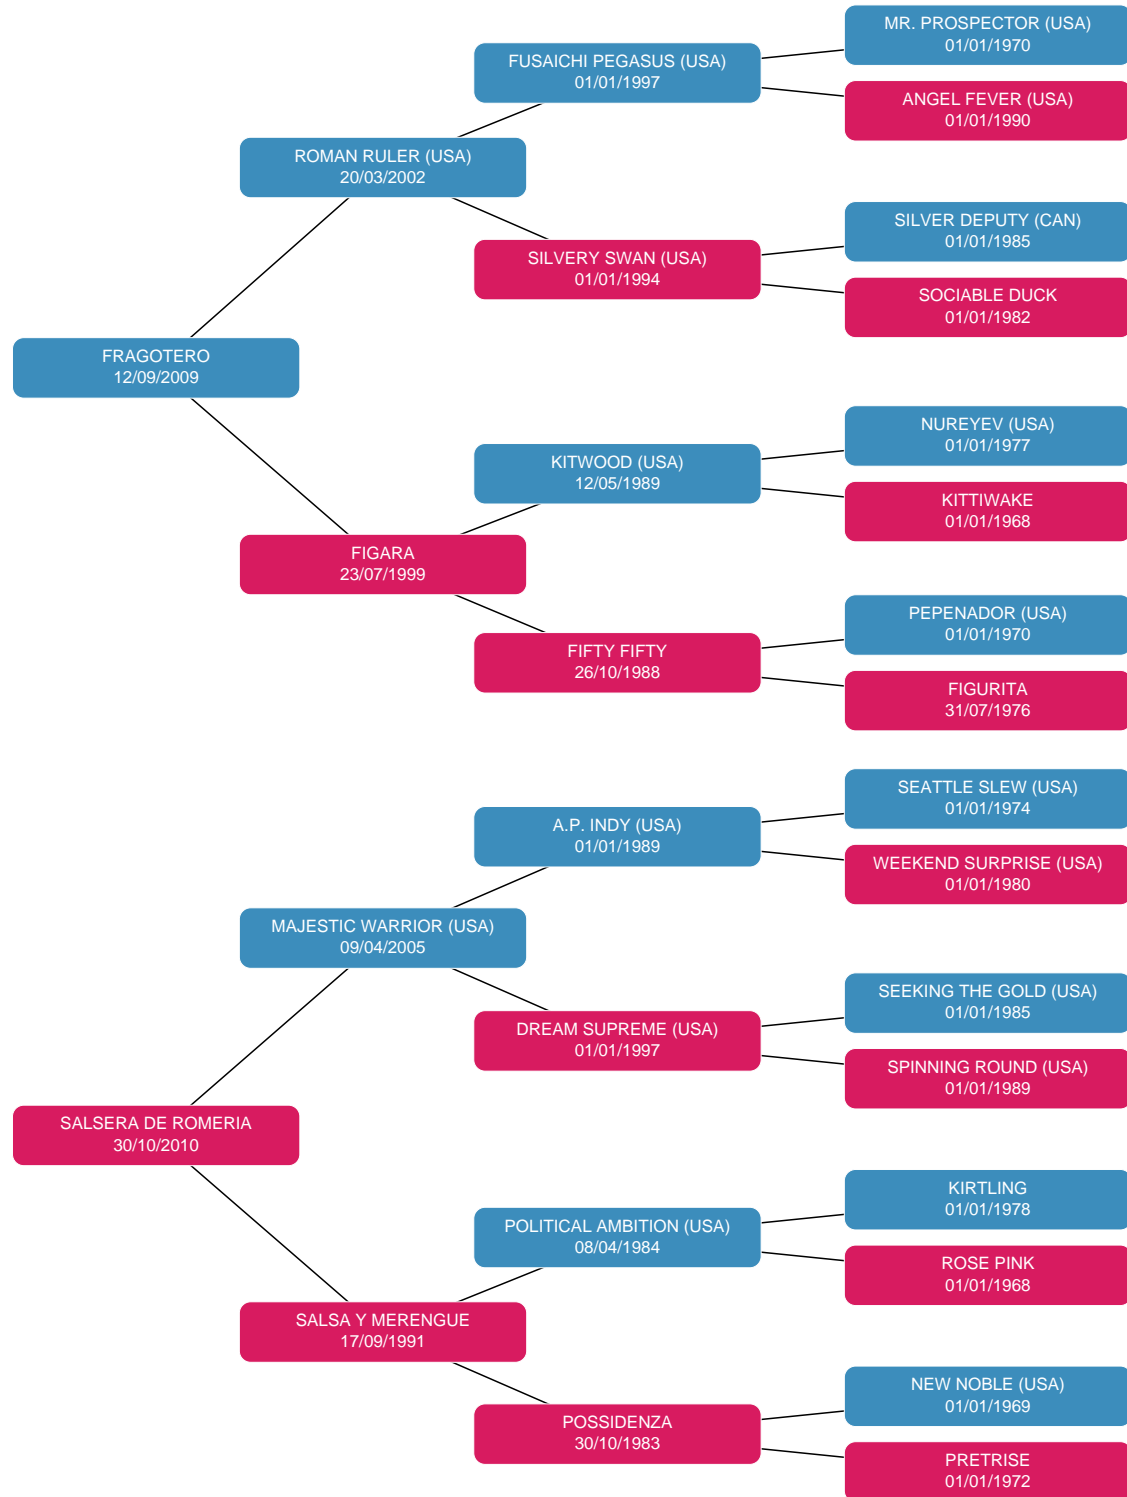 MR. PROSPECTOR (USA)
01/01/1970
FUSAICHI PEGASUS (USA)
01/01/1997
ANGEL FEVER (USA)
01/01/1990
ROMAN RULER (USA)
20/03/2002
SILVER DEPUTY (CAN)
01/01/1985
SILVERY SWAN (USA)
01/01/1994
SOCIABLE DUCK
01/01/1982
FRAGOTERO
12/09/2009
NUREYEV (USA)
01/01/1977
KITWOOD (USA)
12/05/1989
KITTIWAKE
01/01/1968
FIGARA
23/07/1999
PEPENADOR (USA)
01/01/1970
FIFTY FIFTY
26/10/1988
FIGURITA
31/07/1976
SEATTLE SLEW (USA)
01/01/1974
A.P. INDY (USA)
01/01/1989
WEEKEND SURPRISE (USA)
01/01/1980
MAJESTIC WARRIOR (USA)
09/04/2005
SEEKING THE GOLD (USA)
01/01/1985
DREAM SUPREME (USA)
01/01/1997
SPINNING ROUND (USA)
01/01/1989
SALSERA DE ROMERIA
30/10/2010
KIRTLING
01/01/1978
POLITICAL AMBITION (USA)
08/04/1984
ROSE PINK
01/01/1968
SALSA Y MERENGUE
17/09/1991
NEW NOBLE (USA)
01/01/1969
POSSIDENZA
30/10/1983
PRETRISE
01/01/1972